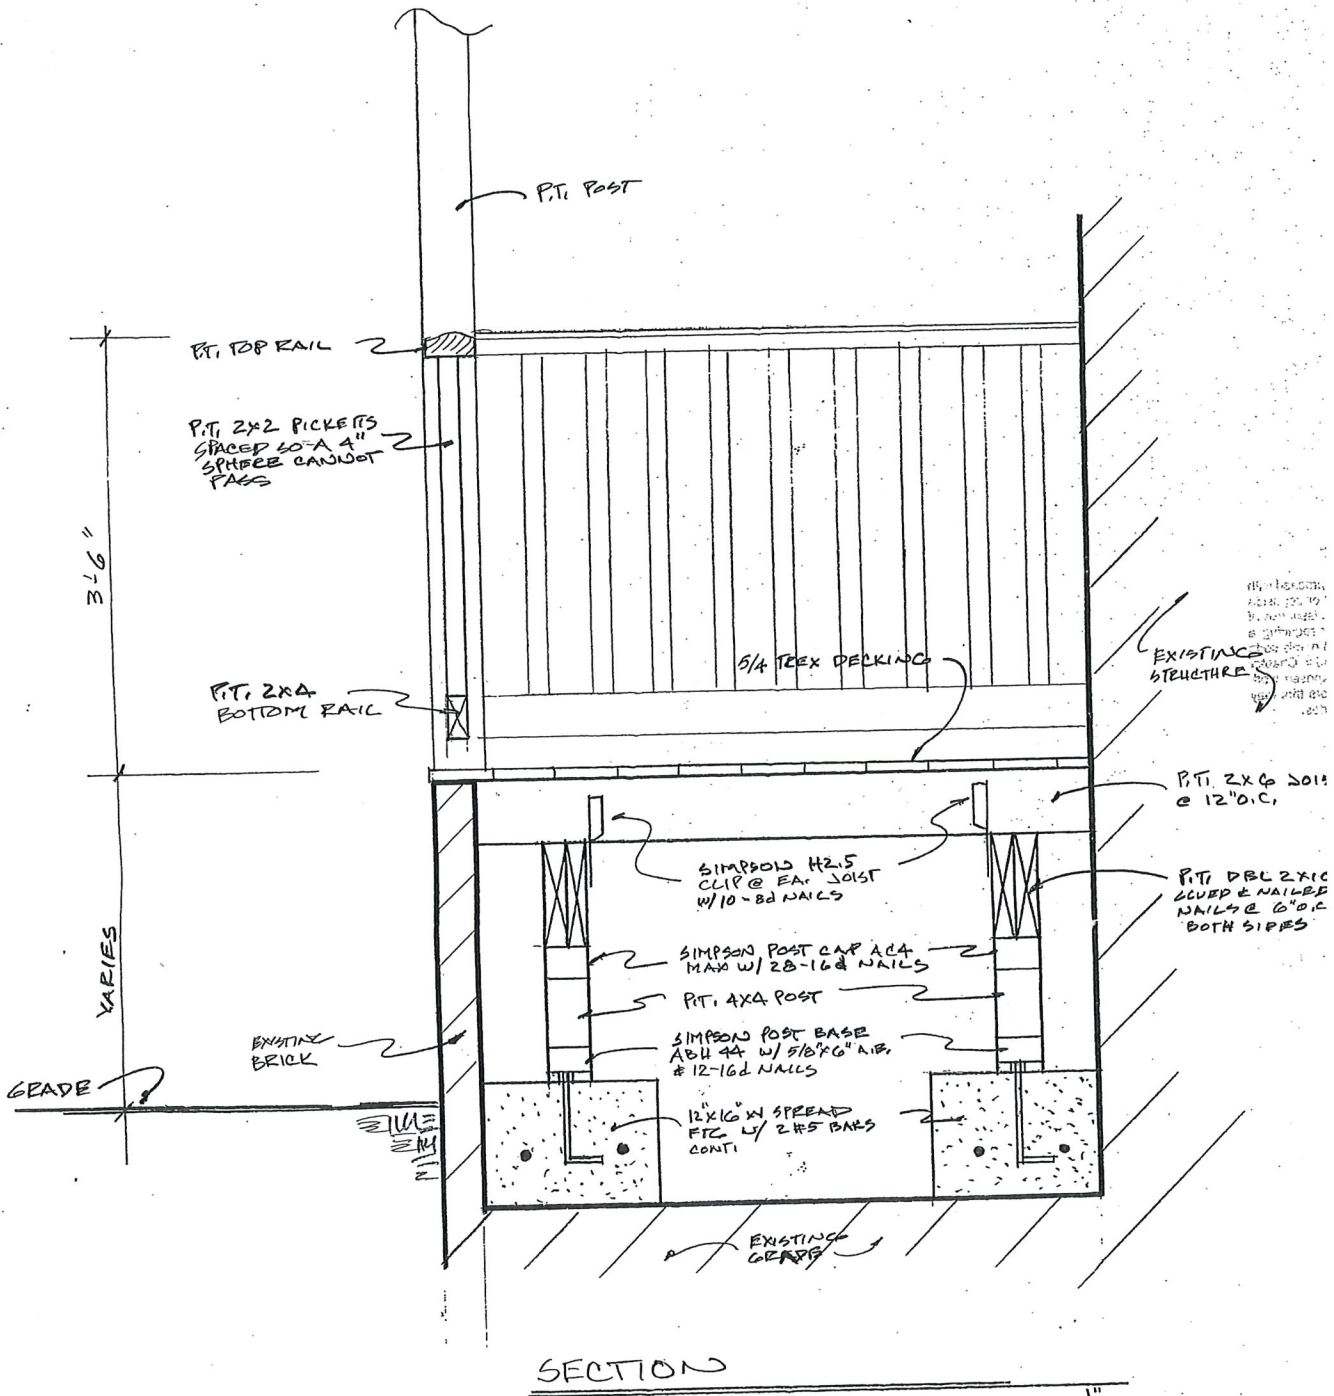 P.T. POST
P.T. TOP RAIL
P.T. 2X2 PICKETS
SPACED SO A 4"
SPHERE CANNOT
PASS
3'-6"
5/4 TREX DECKING
EXISTING
STRUCTURE
P.T. 2X4
BOTTOM RAIL
P.T. 2X6 JOIS
@ 12" O.C.
SIMPSON H2.5
CLIP @ EA. JOIST
W/10-8d NAILS
P.T. DBL 2X10
GLUED & NAILED
NAILS @ 6" O.C
BOTH SIDES
VARIES
SIMPSON POST CAP AC4
MAX W/ 28-16d NAILS
P.T. 4X4 POST
EXISTING
BRICK
SIMPSON POST BASE
ABH 44 W/ 5/8"X6" A.B.
& 12-16d NAILS
GRADE
12"X16" SPREAD
FTG W/ 2 #5 BARS
CONT.
EXISTING
GRADE
SECTION
1"